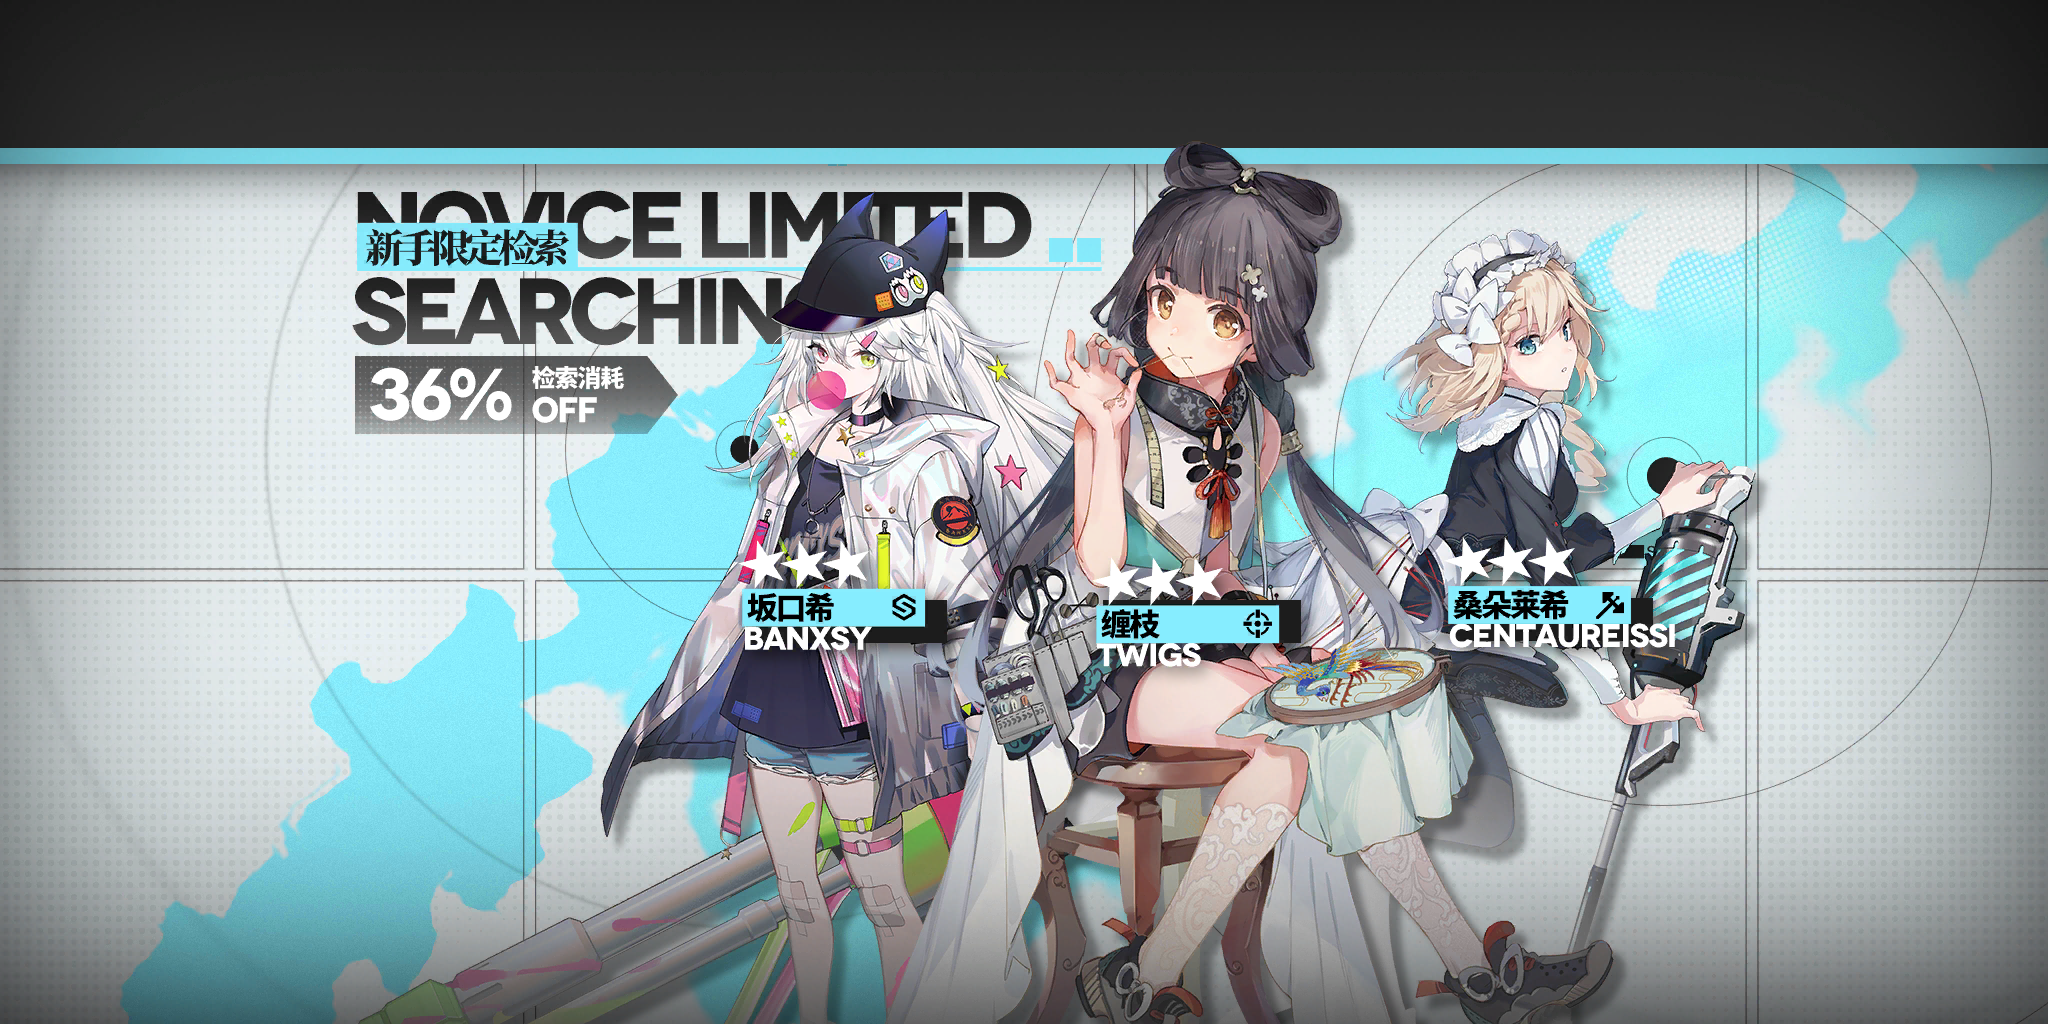 NOVICE LIMITED
新手限定检索
SEARCHING
36% 检索消耗
OFF
坂口希
BANXSY
缠枝
TWIGS
桑朵莱希
CENTAUREISSI